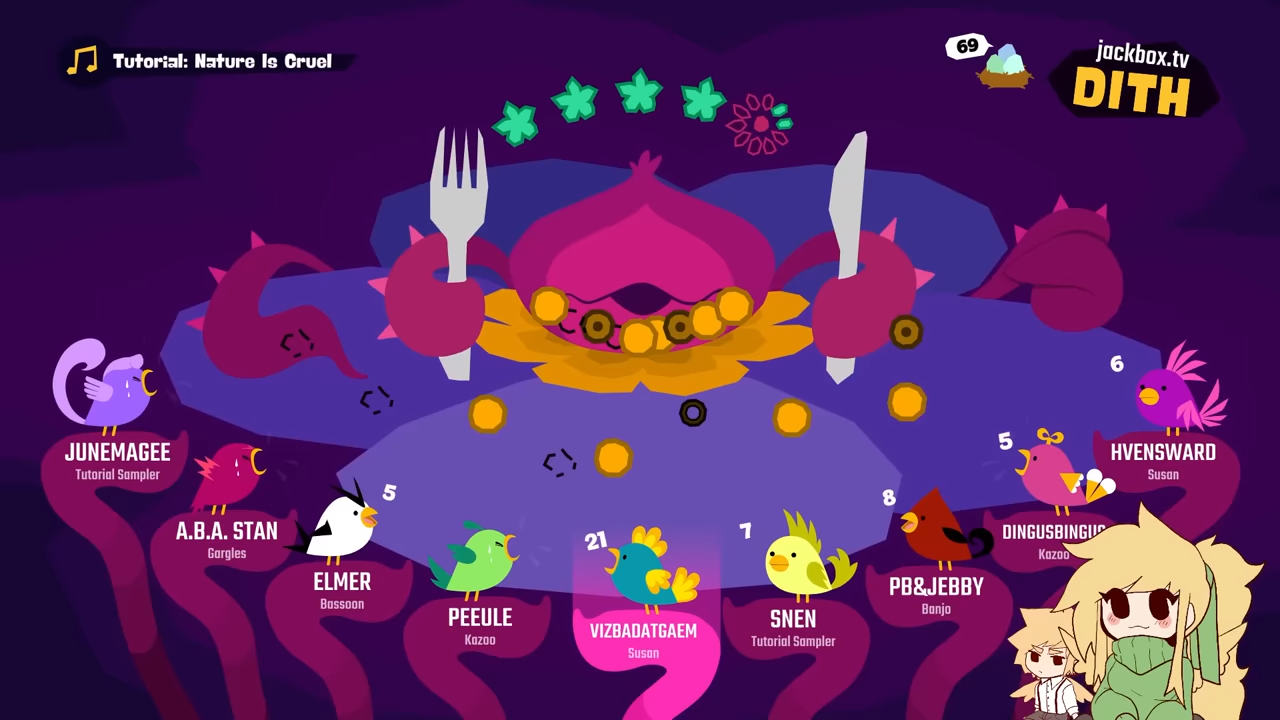 Tutorial: Nature Is Cruel
69
jackbox.tv
DITH
JUNEMAGEE
Tutorial Sampler
A.B.A. STAN
Gargles
5
ELMER
Bassoon
PEEULE
Kazoo
21
VIZBADATGAEM
Susan
7
SNEN
Tutorial Sampler
8
PB&JEBBY
Banjo
5
DINGUSBINGUS
Kazoo
6
HVENSWARD
Susan